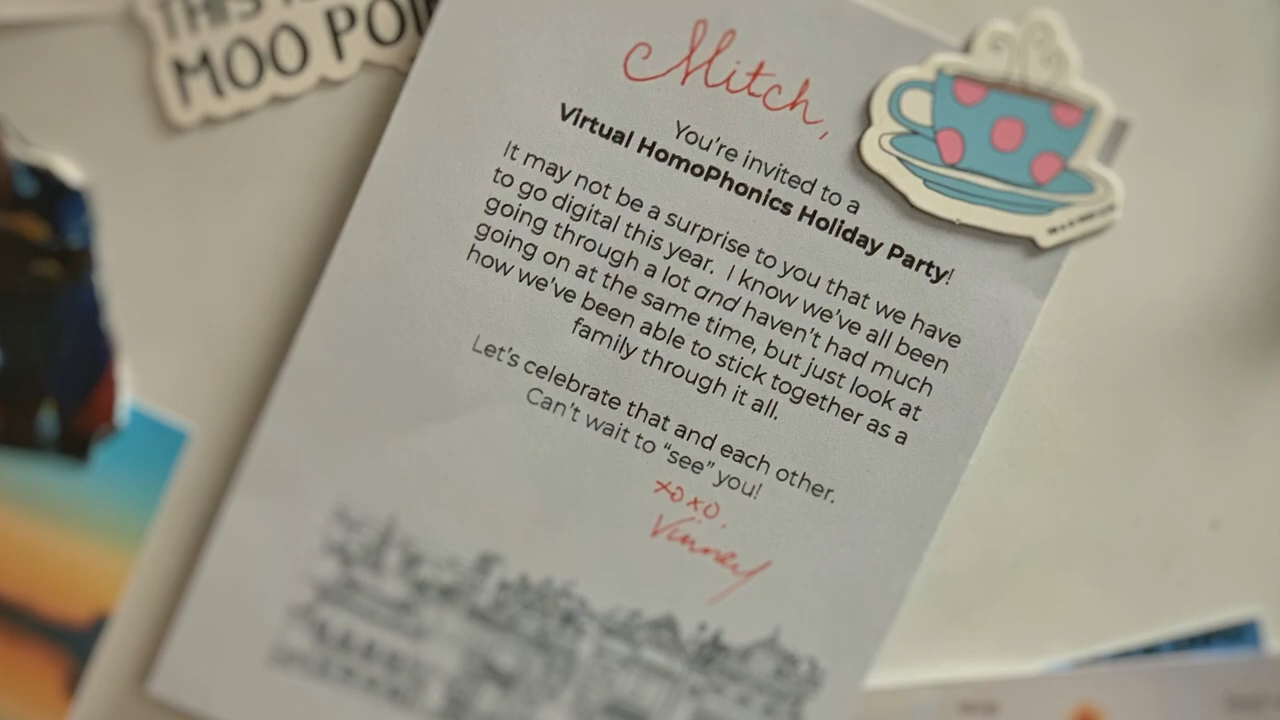 THIS
MOO
Mitch,
You're invited to a
Virtual HomoPhonics Holiday Party!
It may not be a surprise to you that we have
to go digital this year. I know we've all been
going through a lot and haven't had much
going on at the same time, but just look at
how we've been able to stick together as a
family through it all.
Let's celebrate that and each other.
Can't wait to "see" you!
xoxo.
Vinney